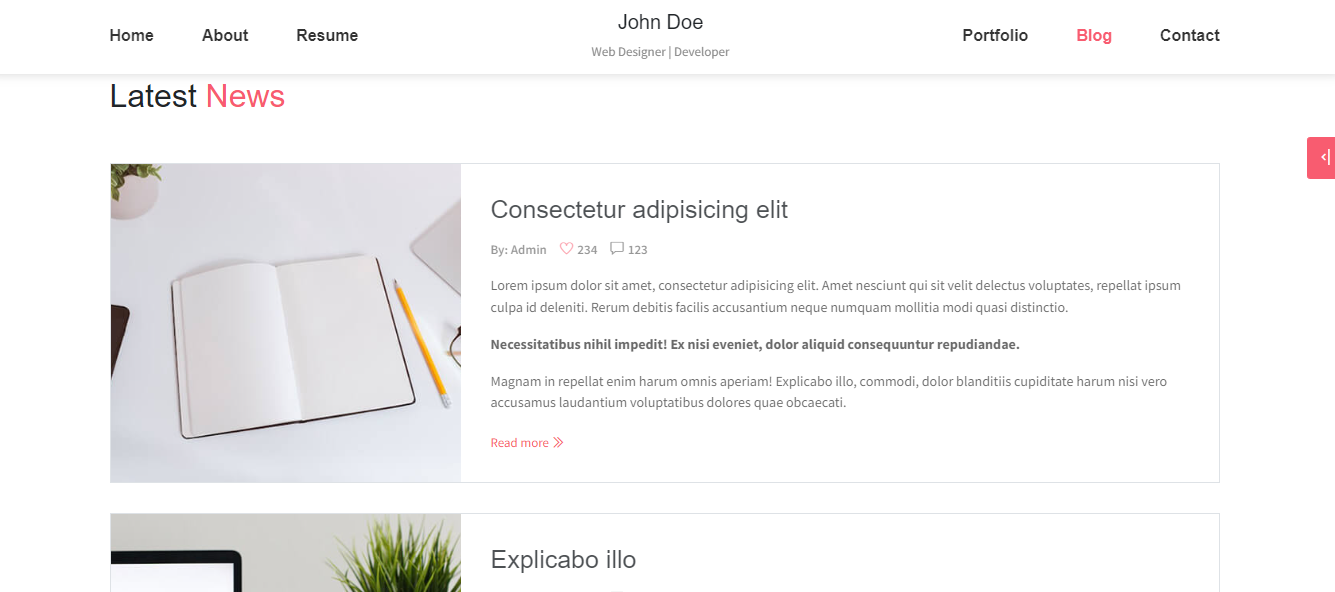 Home About Resume
John Doe
Web Designer | Developer
Portfolio Blog Contact
Latest News
Consectetur adipisicing elit
By: Admin 234 123
Lorem ipsum dolor sit amet, consectetur adipisicing elit. Amet nesciunt qui sit velit delectus voluptates, repellat ipsum
culpa id deleniti. Rerum debitis facilis accusantium neque numquam mollitia modi quasi distinctio.
Necessitatibus nihil impedit! Ex nisi eveniet, dolor aliquid consequuntur repudiandae.
Magnam in repellat enim harum omnis aperiam! Explicabo illo, commodi, dolor blanditiis cupiditate harum nisi vero
accusamus laudantium voluptatibus dolores quae obcaecati.
Read more
Explicabo illo